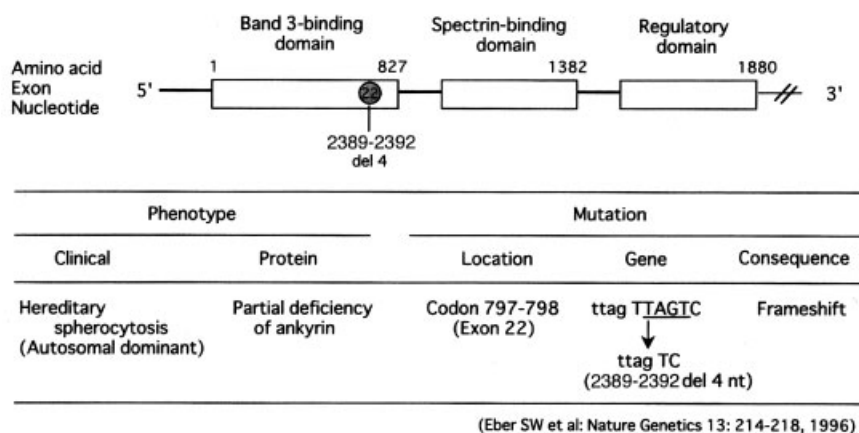 Band 3-binding domain
Spectrin-binding domain
Regulatory domain
Amino acid 1 827 1382 1880
Exon 5' 22 3'
Nucleotide
2389-2392
del 4
Phenotype Mutation
Clinical Protein Location Gene Consequence
Hereditary Partial deficiency Codon 797-798 ttag TTAGTC Frameshift
spherocytosis of ankyrin (Exon 22)
(Autosomal dominant) ttag TC
(2389-2392 del 4 nt)
(Eber SW et al: Nature Genetics 13: 214-218, 1996)